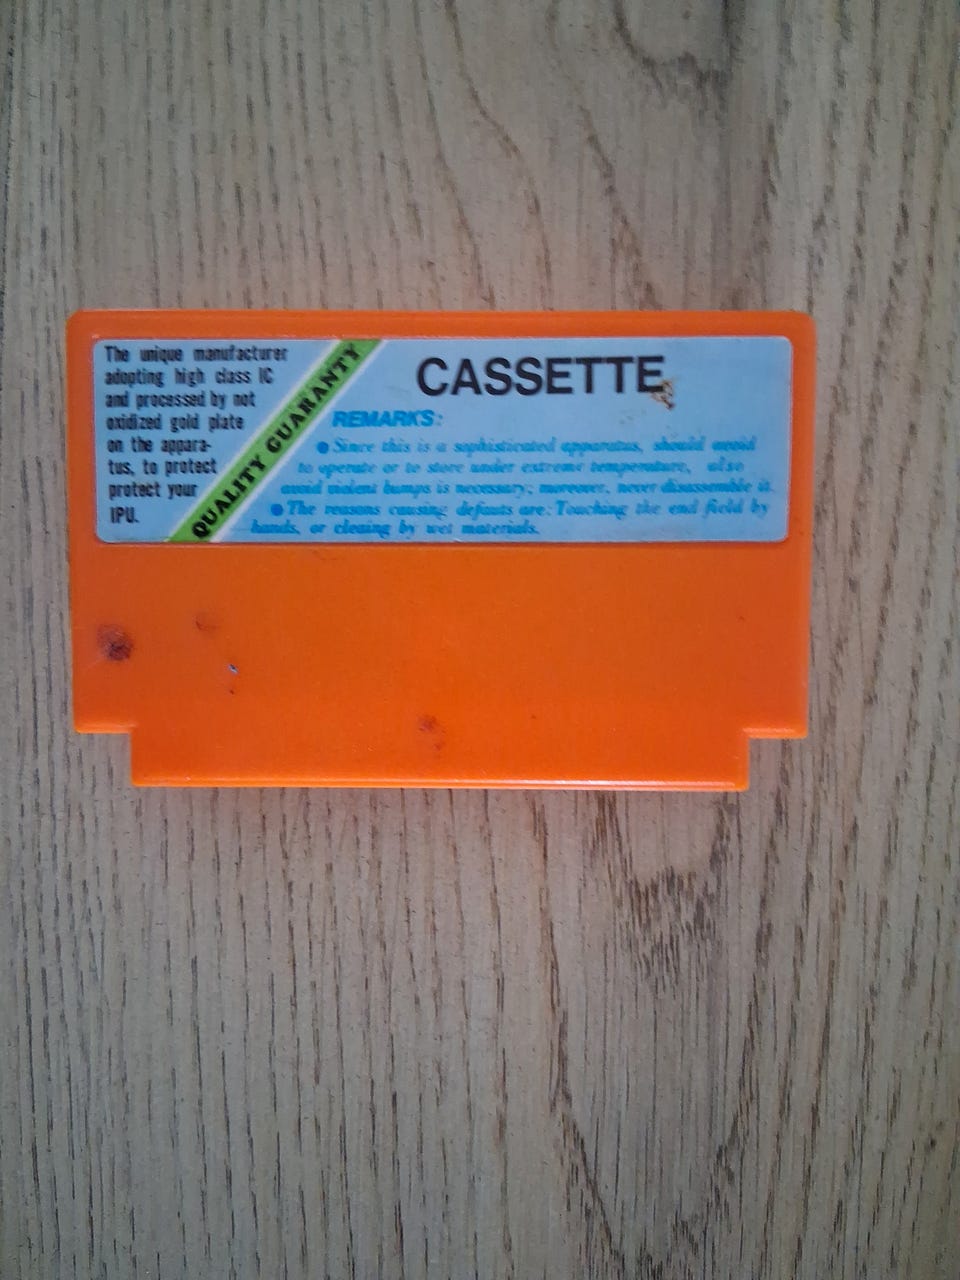 The unique manufacturer
adopting high class IC
and processed by not
oxidized gold plate
on the appara-
tus, to protect
protect your
IPU.
QUALITY GUARANTY
CASSETTE
REMARKS:
● Since this is a sophisticated apparatus, should avoid
to operate or to store under extreme temperature, also
avoid violent bumps is necessary; moreover, never disassemble it.
● The reasons causing defauts are: Touching the end field by
hands, or cleaing by wet materials.